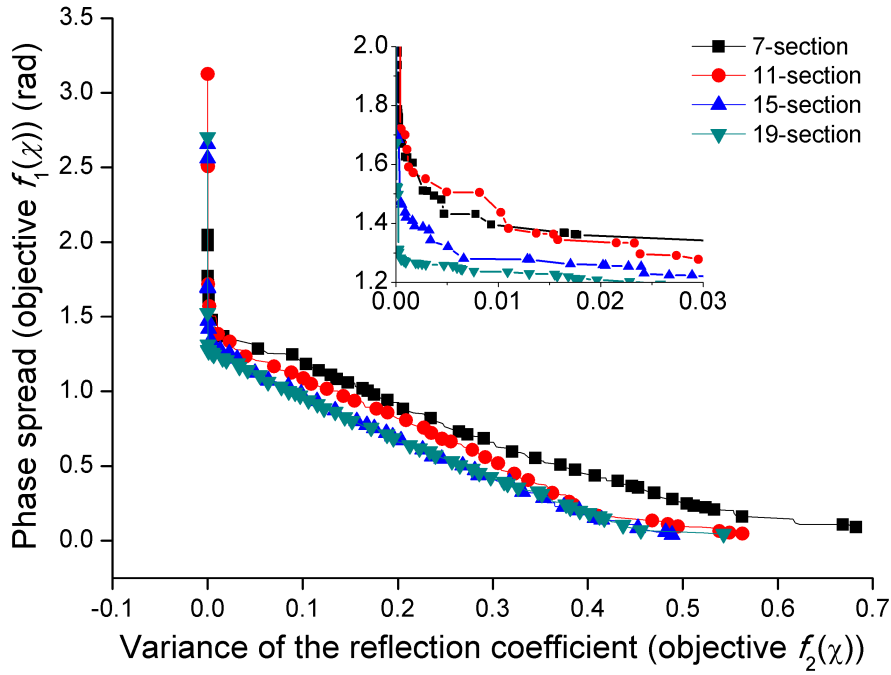 Phase spread (objective f₁(χ)) (rad)
3.5
3.0
2.5
2.0
1.5
1.0
0.5
0.0
-0.1 0.0 0.1 0.2 0.3 0.4 0.5 0.6 0.7
Variance of the reflection coefficient (objective f₂(χ))
2.0
1.8
1.6
1.4
1.2
0.00 0.01 0.02 0.03
7-section
11-section
15-section
19-section